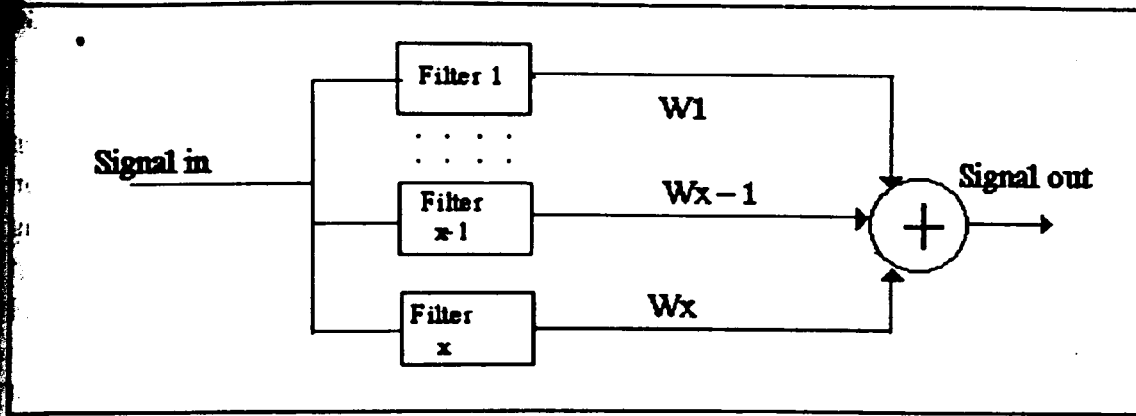 Filter 1
W1
Signal in
Filter
x-1
Wx-1
Signal out
+
Filter
x
Wx